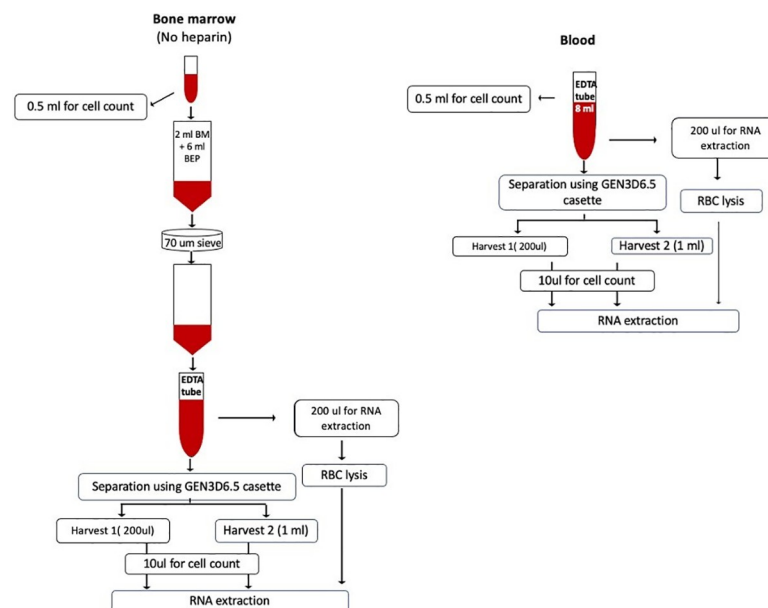 Bone marrow
(No heparin)
0.5 ml for cell count
2 ml BM
+ 6 ml
BEP
70 um sieve
EDTA
tube
200 ul for RNA
extraction
RBC lysis
Separation using GEN3D6.5 casette
Harvest 1( 200ul)
Harvest 2 (1 ml)
10ul for cell count
RNA extraction
Blood
0.5 ml for cell count
EDTA
tube
8 ml
200 ul for RNA
extraction
RBC lysis
Separation using GEN3D6.5
casette
Harvest 1( 200ul)
Harvest 2 (1 ml)
10ul for cell count
RNA extraction